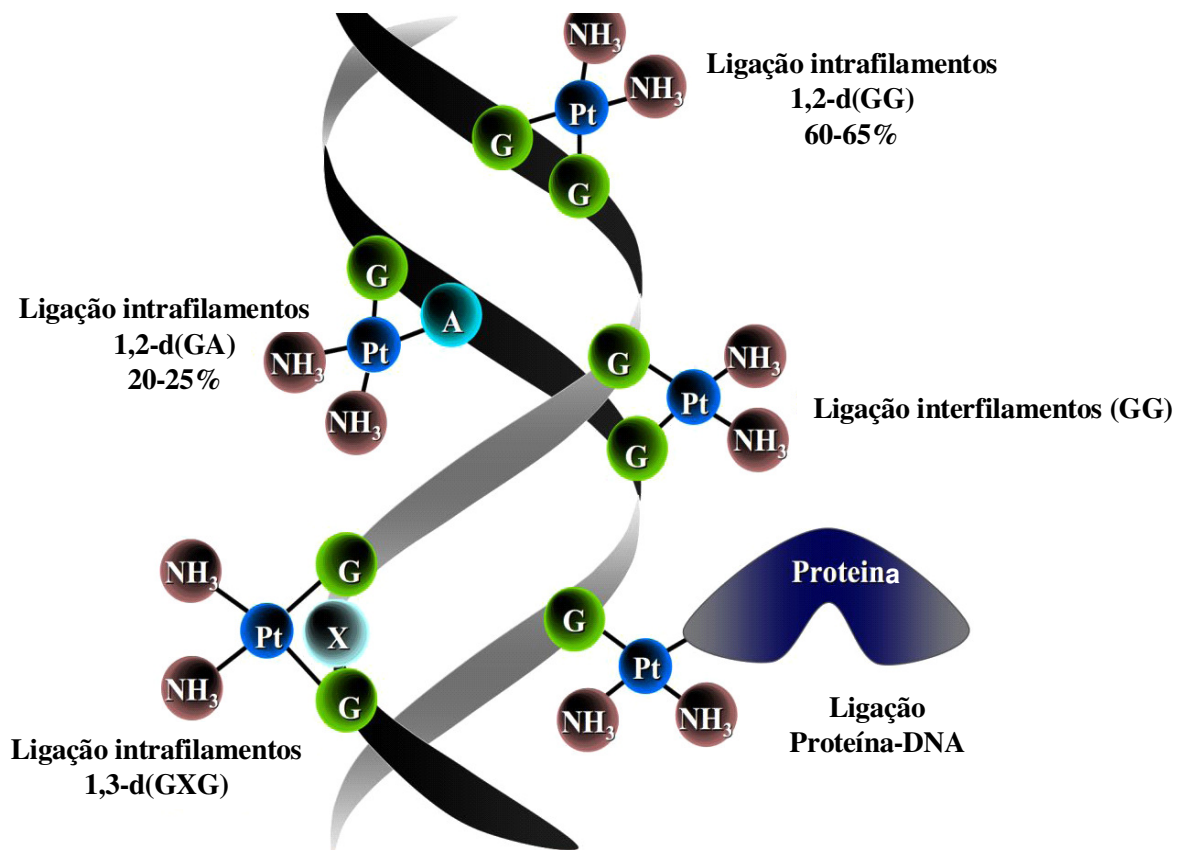 NH3
NH3
Pt
G
G
Ligação intrafilamentos
1,2-d(GG)
60-65%
G
A
Pt
NH3
NH3
Ligação intrafilamentos
1,2-d(GA)
20-25%
G
G
Pt
NH3
NH3
Ligação interfilamentos (GG)
NH3
NH3
Pt
G
X
G
Ligação intrafilamentos
1,3-d(GXG)
G
Pt
NH3
NH3
Proteina
Ligação
Proteína-DNA